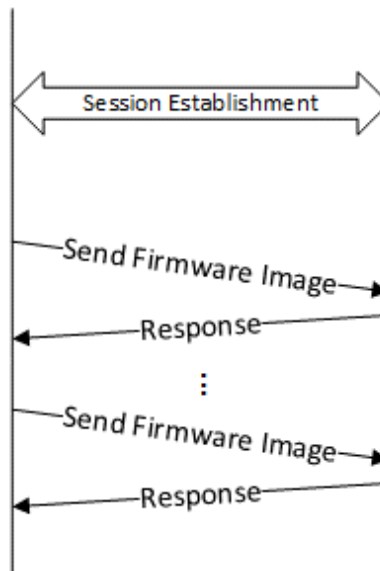 Session Establishment
Send Firmware Image
Response
⋮
Send Firmware Image
Response